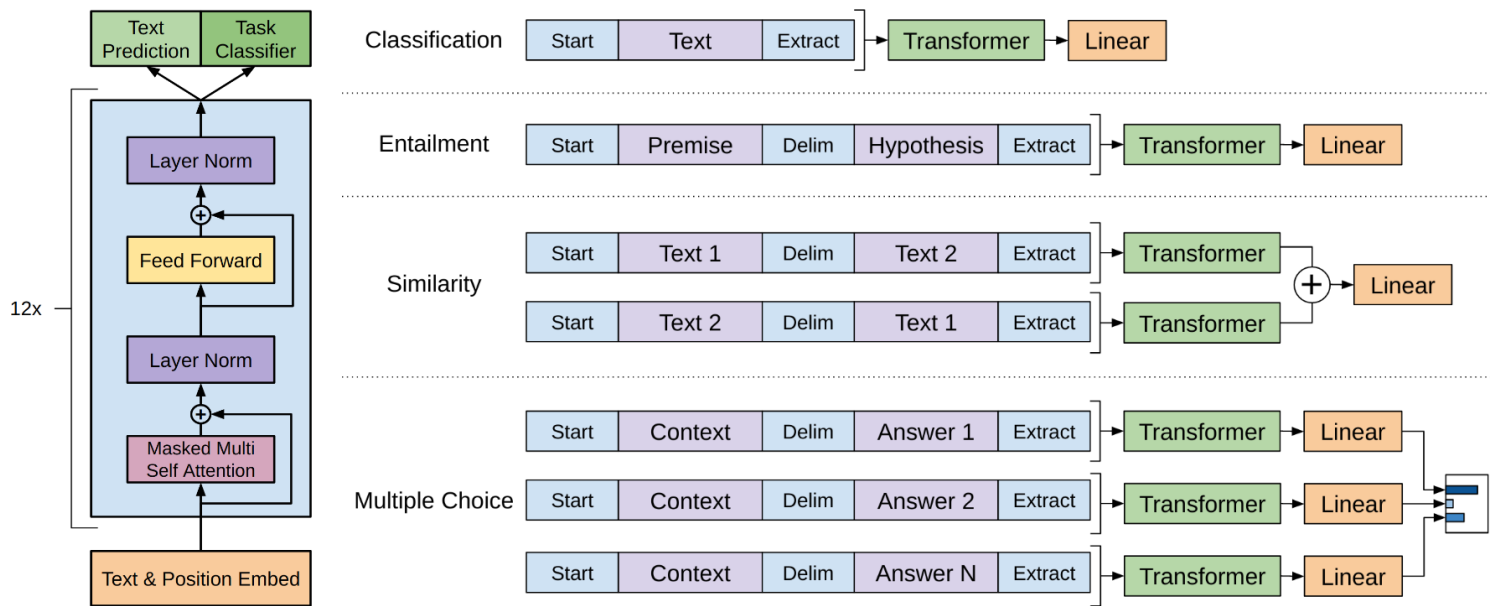 Text
Prediction
Task
Classifier
12x
Layer Norm
+
Feed Forward
Layer Norm
+
Masked Multi
Self Attention
Text & Position Embed
Classification
Start Text Extract Transformer Linear
Entailment
Start Premise Delim Hypothesis Extract Transformer Linear
Similarity
Start Text 1 Delim Text 2 Extract Transformer
+ Linear
Start Text 2 Delim Text 1 Extract Transformer
Multiple Choice
Start Context Delim Answer 1 Extract Transformer Linear
Start Context Delim Answer 2 Extract Transformer Linear
Start Context Delim Answer N Extract Transformer Linear